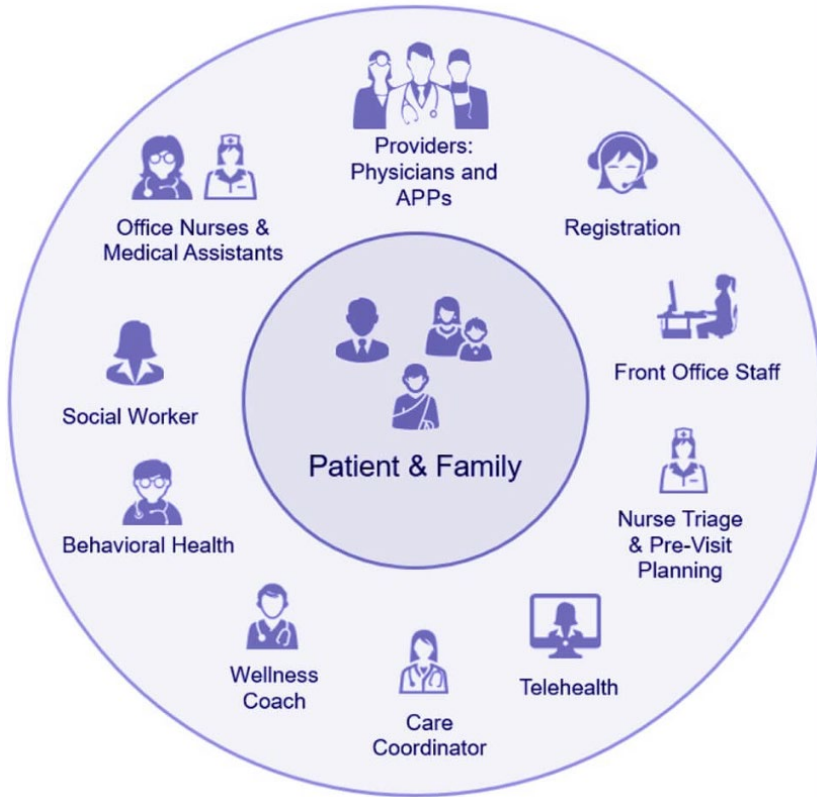 Providers:
Physicians and
APPs
Registration
Front Office Staff
Nurse Triage
& Pre-Visit
Planning
Telehealth
Care
Coordinator
Wellness
Coach
Behavioral Health
Social Worker
Office Nurses &
Medical Assistants
Patient & Family